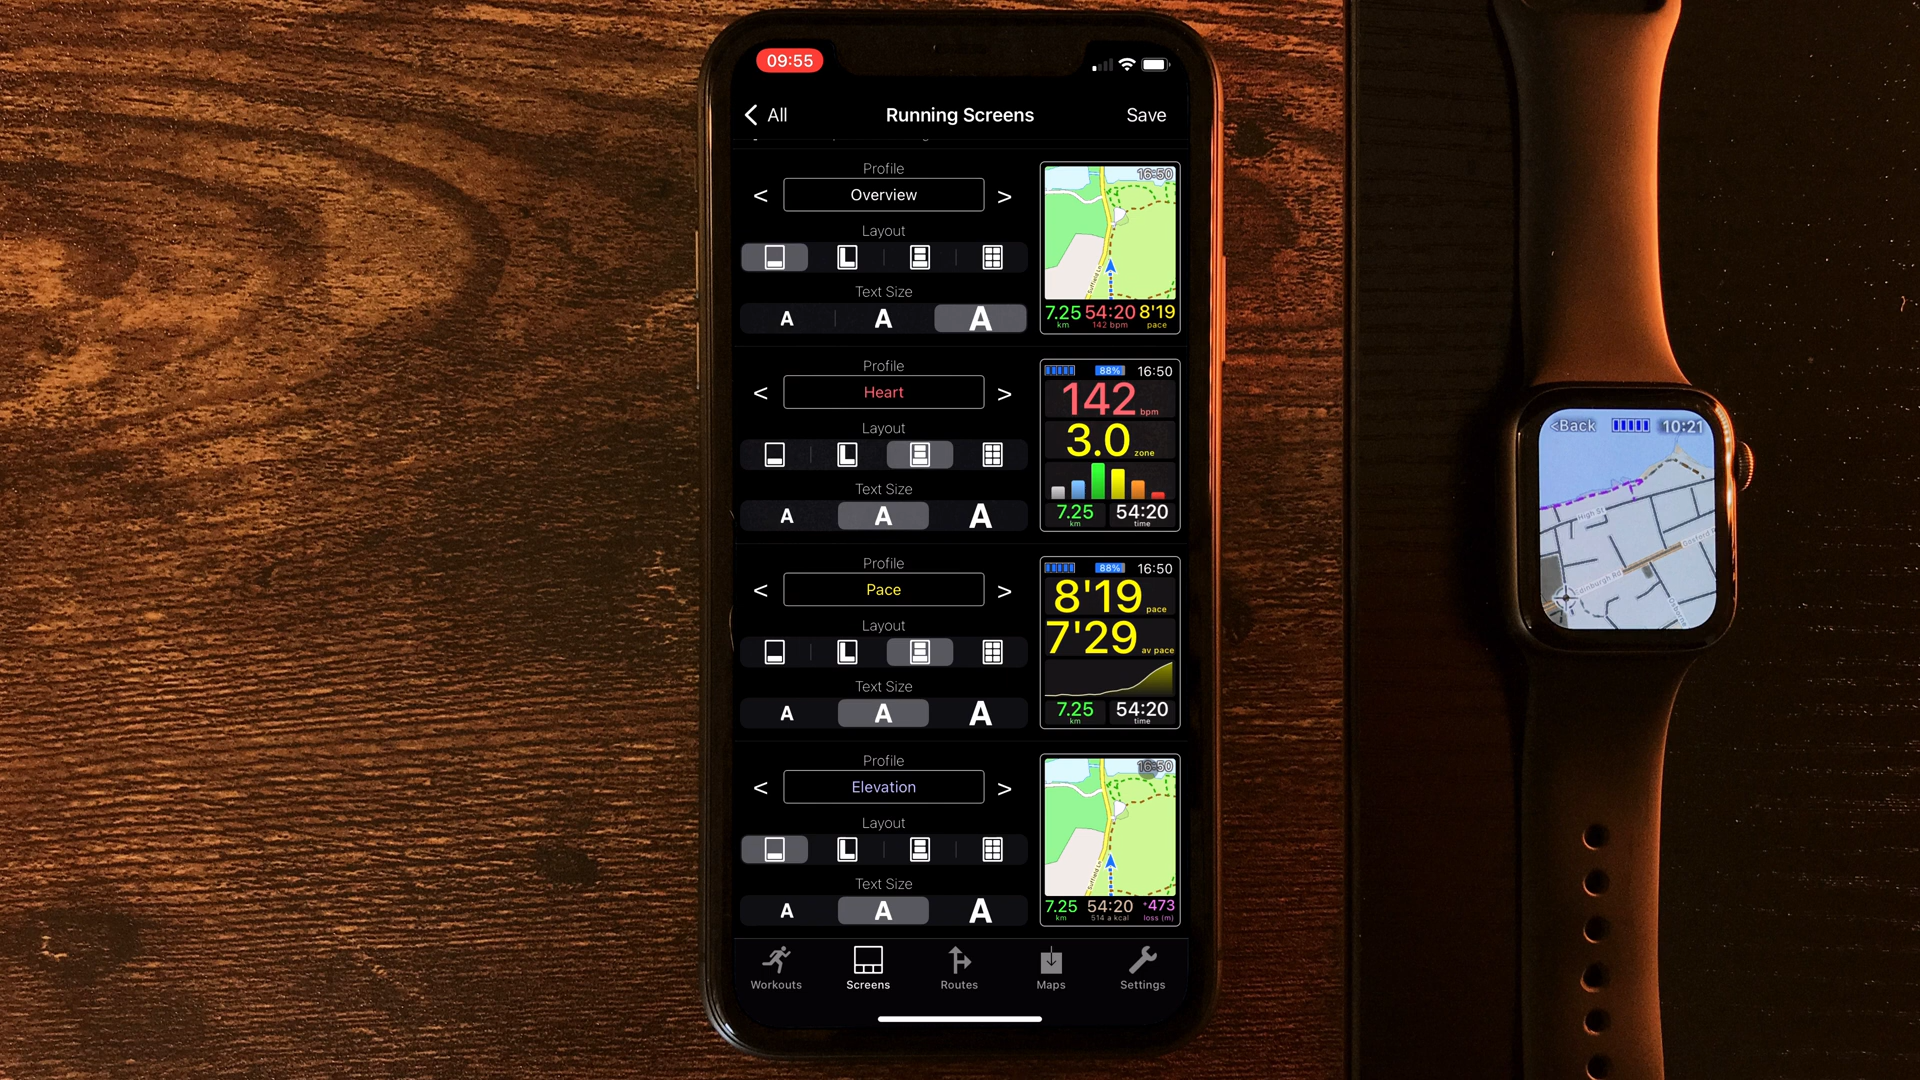 09:55
All
Running Screens
Save
Profile
< Overview >
Layout
Text Size
A A A
16:50
7.25 54:20 8'19
km 142 bpm pace
Profile
< Heart >
Layout
Text Size
A A A
88% 16:50
142 bpm
3.0 zone
7.25 54:20
km time
Profile
< Pace >
Layout
Text Size
A A A
88% 16:50
8'19 pace
7'29 av pace
7.25 54:20
km time
Profile
< Elevation >
Layout
Text Size
A A A
16:50
7.25 54:20 -473
km 514 a kcal loss (m)
Workouts
Screens
Routes
Maps
Settings
<Back 10:21
High St
Edinburgh Rd